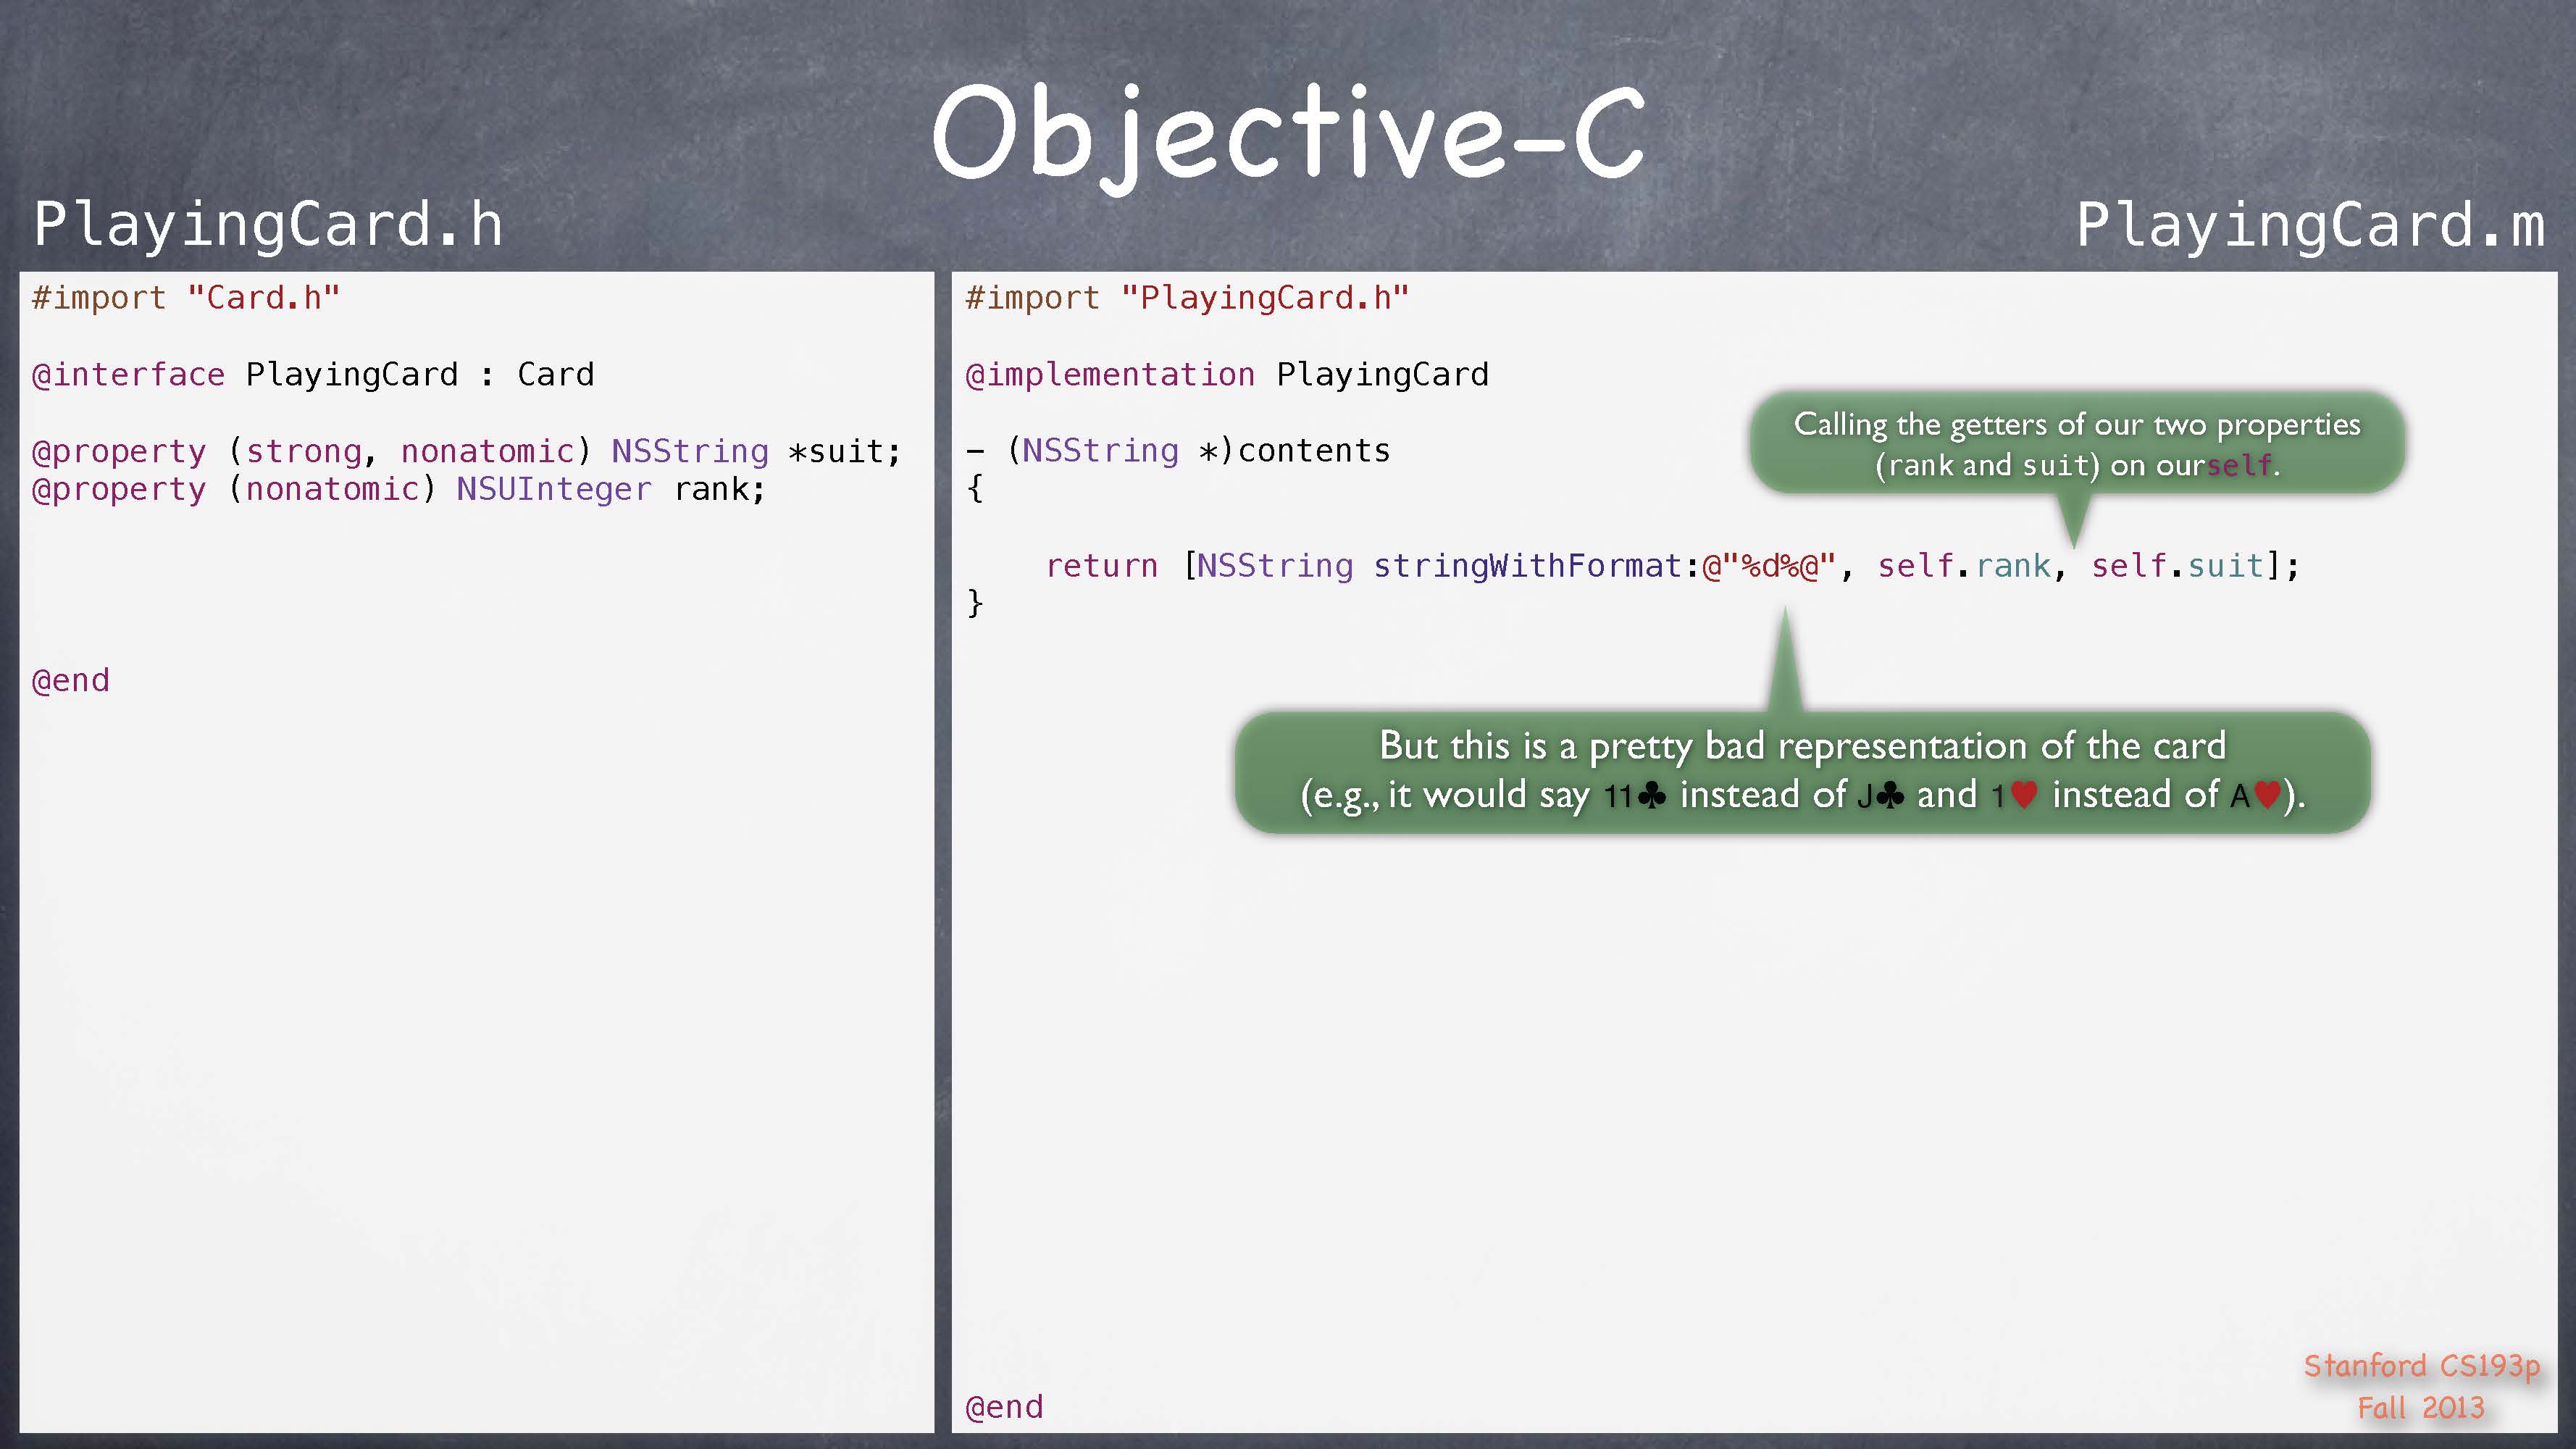 Objective-C
PlayingCard.h
PlayingCard.m
#import "Card.h"
@interface PlayingCard : Card
@property (strong, nonatomic) NSString *suit;
@property (nonatomic) NSUInteger rank;
@end
#import "PlayingCard.h"
@implementation PlayingCard
- (NSString *)contents
{
return [NSString stringWithFormat:@"%d%@", self.rank, self.suit];
}
@end
Calling the getters of our two properties
(rank and suit) on ourself.
But this is a pretty bad representation of the card
(e.g., it would say 11♣ instead of J♣ and 1♥ instead of A♥).
Stanford CS193p
Fall 2013